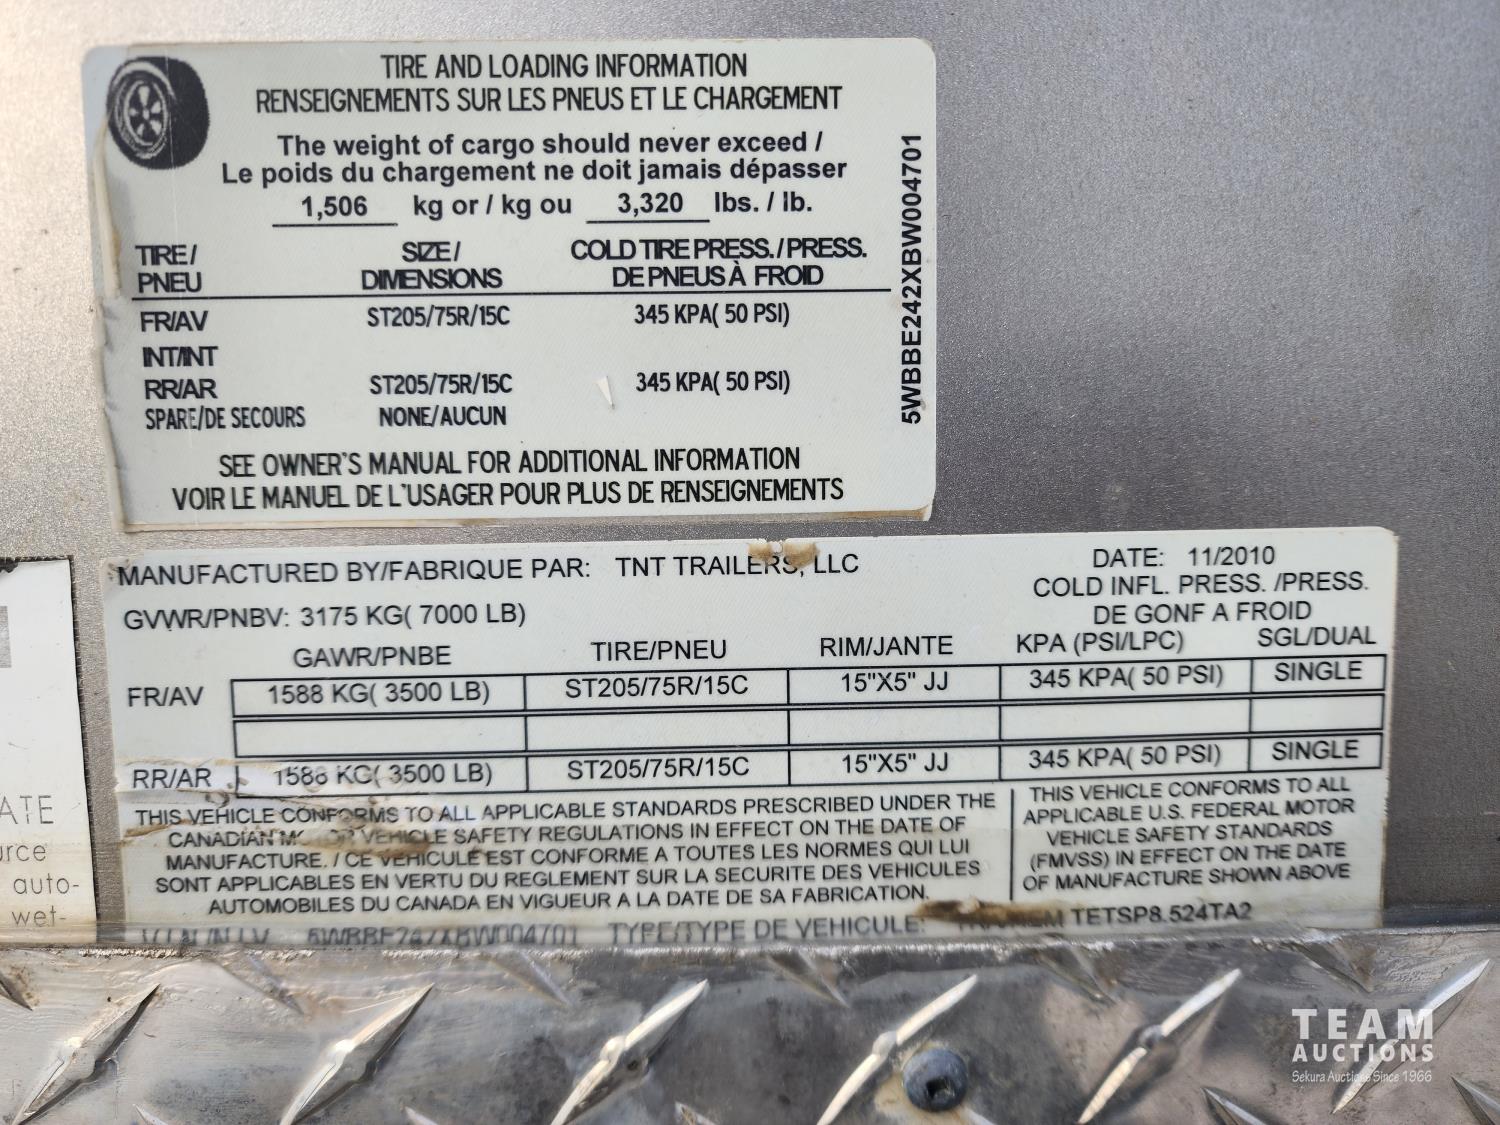 TIRE AND LOADING INFORMATION
RENSEIGNEMENTS SUR LES PNEUS ET LE CHARGEMENT
The weight of cargo should never exceed /
Le poids du chargement ne doit jamais dépasser
1,506 kg or / kg ou 3,320 lbs. / lb.
TIRE/ SIZE/ COLD TIRE PRESS./PRESS.
PNEU DIMENSIONS DE PNEUS À FROID
FR/AV ST205/75R/15C 345 KPA( 50 PSI)
INT/INT
RR/AR ST205/75R/15C 345 KPA( 50 PSI)
SPARE/DE SECOURS NONE/AUCUN
SEE OWNER'S MANUAL FOR ADDITIONAL INFORMATION
VOIR LE MANUEL DE L'USAGER POUR PLUS DE RENSEIGNEMENTS
5WBBE242XBW004701
MANUFACTURED BY/FABRIQUE PAR: TNT TRAILERS, LLC DATE: 11/2010
COLD INFL. PRESS. /PRESS.
GVWR/PNBV: 3175 KG( 7000 LB) DE GONF A FROID
GAWR/PNBE TIRE/PNEU RIM/JANTE KPA (PSI/LPC) SGL/DUAL
FR/AV 1588 KG( 3500 LB) ST205/75R/15C 15"X5" JJ 345 KPA( 50 PSI) SINGLE
RR/AR 1588 KG( 3500 LB) ST205/75R/15C 15"X5" JJ 345 KPA( 50 PSI) SINGLE
THIS VEHICLE CONFORMS TO ALL APPLICABLE STANDARDS PRESCRIBED UNDER THE
CANADIAN MOTOR VEHICLE SAFETY REGULATIONS IN EFFECT ON THE DATE OF
MANUFACTURE. / CE VEHICULE EST CONFORME A TOUTES LES NORMES QUI LUI
SONT APPLICABLES EN VERTU DU REGLEMENT SUR LA SECURITE DES VEHICULES
AUTOMOBILES DU CANADA EN VIGUEUR A LA DATE DE SA FABRICATION.
THIS VEHICLE CONFORMS TO ALL
APPLICABLE U.S. FEDERAL MOTOR
VEHICLE SAFETY STANDARDS
(FMVSS) IN EFFECT ON THE DATE
OF MANUFACTURE SHOWN ABOVE
V.I.N./N.I.V. 5WBBE242XBW004701 TYPE/TYPE DE VEHICULE: TETSP8.524TA2
ATE
urce
auto-
wet-
TEAM
AUCTIONS
Sekura Auctions Since 1966